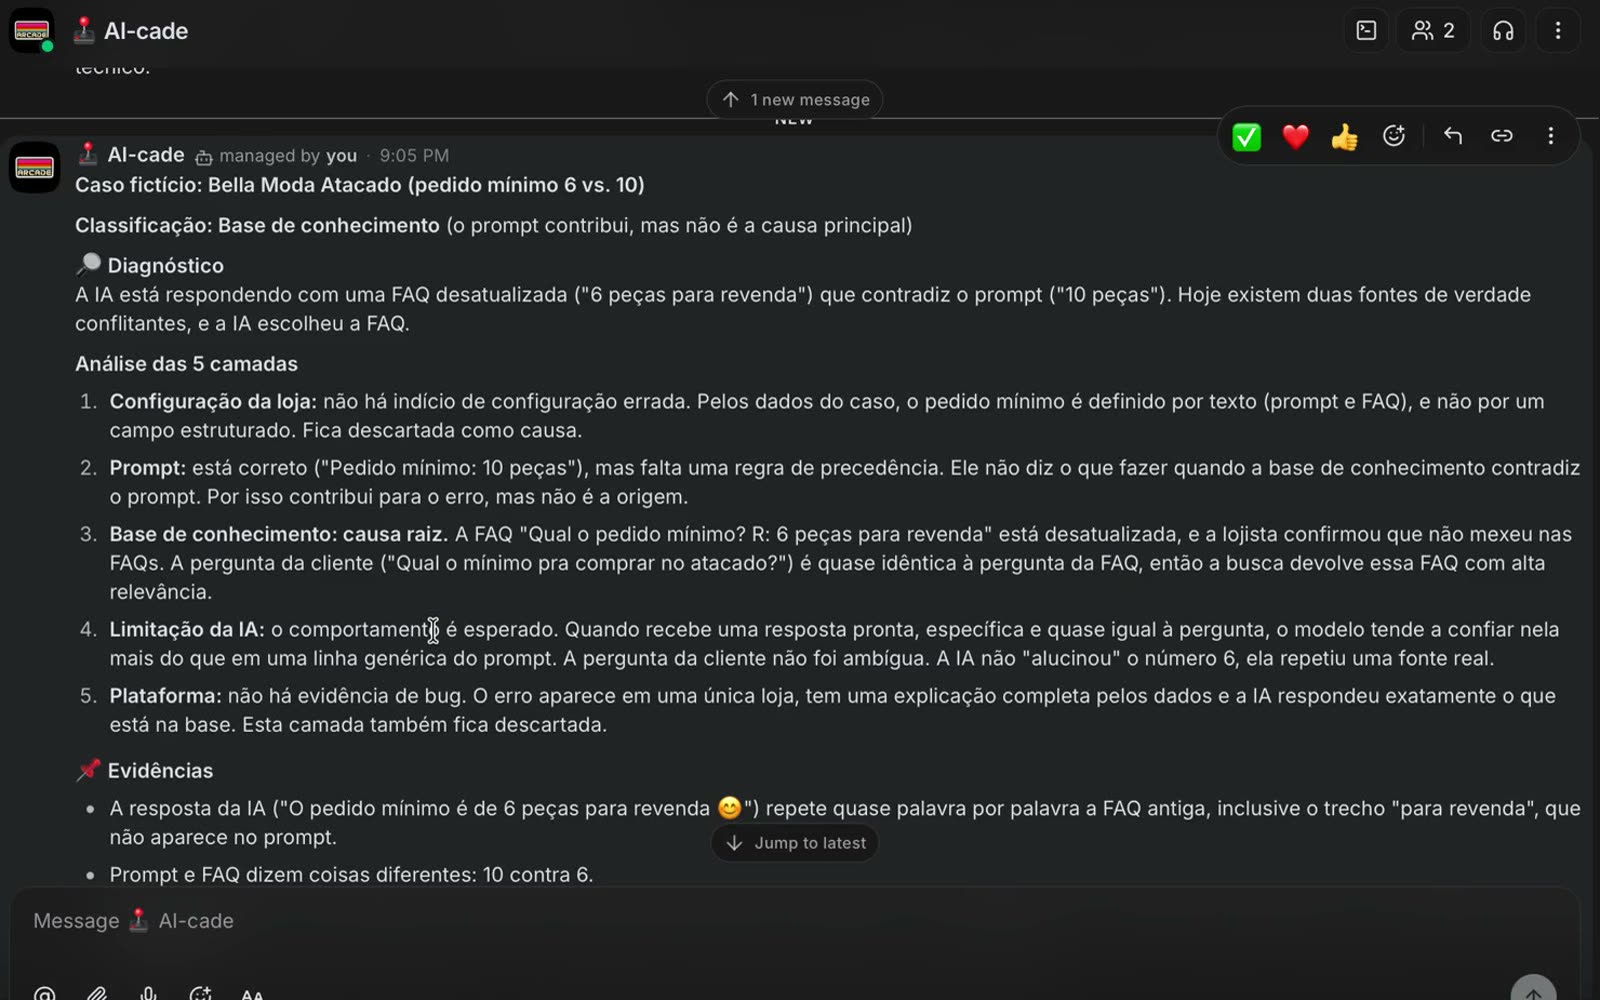 🕹️ AI-cade
2
técnico.
1 new message
NEW
🕹️ AI-cade managed by you · 9:05 PM
Caso fictício: Bella Moda Atacado (pedido mínimo 6 vs. 10)
Classificação: Base de conhecimento (o prompt contribui, mas não é a causa principal)
🔎 Diagnóstico
A IA está respondendo com uma FAQ desatualizada ("6 peças para revenda") que contradiz o prompt ("10 peças"). Hoje existem duas fontes de verdade
conflitantes, e a IA escolheu a FAQ.
Análise das 5 camadas
1. Configuração da loja: não há indício de configuração errada. Pelos dados do caso, o pedido mínimo é definido por texto (prompt e FAQ), e não por um
campo estruturado. Fica descartada como causa.
2. Prompt: está correto ("Pedido mínimo: 10 peças"), mas falta uma regra de precedência. Ele não diz o que fazer quando a base de conhecimento contradiz
o prompt. Por isso contribui para o erro, mas não é a origem.
3. Base de conhecimento: causa raiz. A FAQ "Qual o pedido mínimo? R: 6 peças para revenda" está desatualizada, e a lojista confirmou que não mexeu nas
FAQs. A pergunta da cliente ("Qual o mínimo pra comprar no atacado?") é quase idêntica à pergunta da FAQ, então a busca devolve essa FAQ com alta
relevância.
4. Limitação da IA: o comportamento é esperado. Quando recebe uma resposta pronta, específica e quase igual à pergunta, o modelo tende a confiar nela
mais do que em uma linha genérica do prompt. A pergunta da cliente não foi ambígua. A IA não "alucinou" o número 6, ela repetiu uma fonte real.
5. Plataforma: não há evidência de bug. O erro aparece em uma única loja, tem uma explicação completa pelos dados e a IA respondeu exatamente o que
está na base. Esta camada também fica descartada.
📌 Evidências
• A resposta da IA ("O pedido mínimo é de 6 peças para revenda 😊") repete quase palavra por palavra a FAQ antiga, inclusive o trecho "para revenda", que
não aparece no prompt.
Jump to latest
• Prompt e FAQ dizem coisas diferentes: 10 contra 6.
Message 🕹️ AI-cade
AA